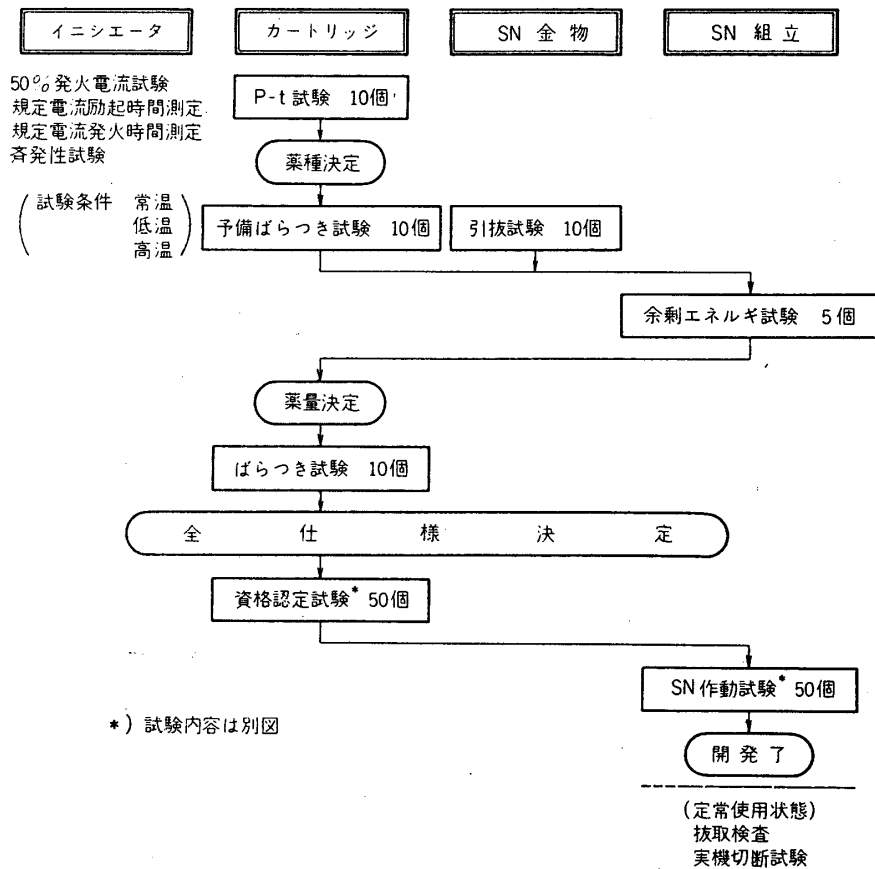 イニシエータ
カートリッジ
SN 金物
SN 組立
50%発火電流試験
規定電流励起時間測定
規定電流発火時間測定
斉発性試験
(試験条件 常温
低温
高温)
P-t 試験 10個
薬種決定
予備ばらつき試験 10個
引抜試験 10個
余剰エネルギ試験 5個
薬量決定
ばらつき試験 10個
全仕様決定
資格認定試験* 50個
SN 作動試験* 50個
*) 試験内容は別図
開発了
(定常使用状態)
抜取検査
実機切断試験